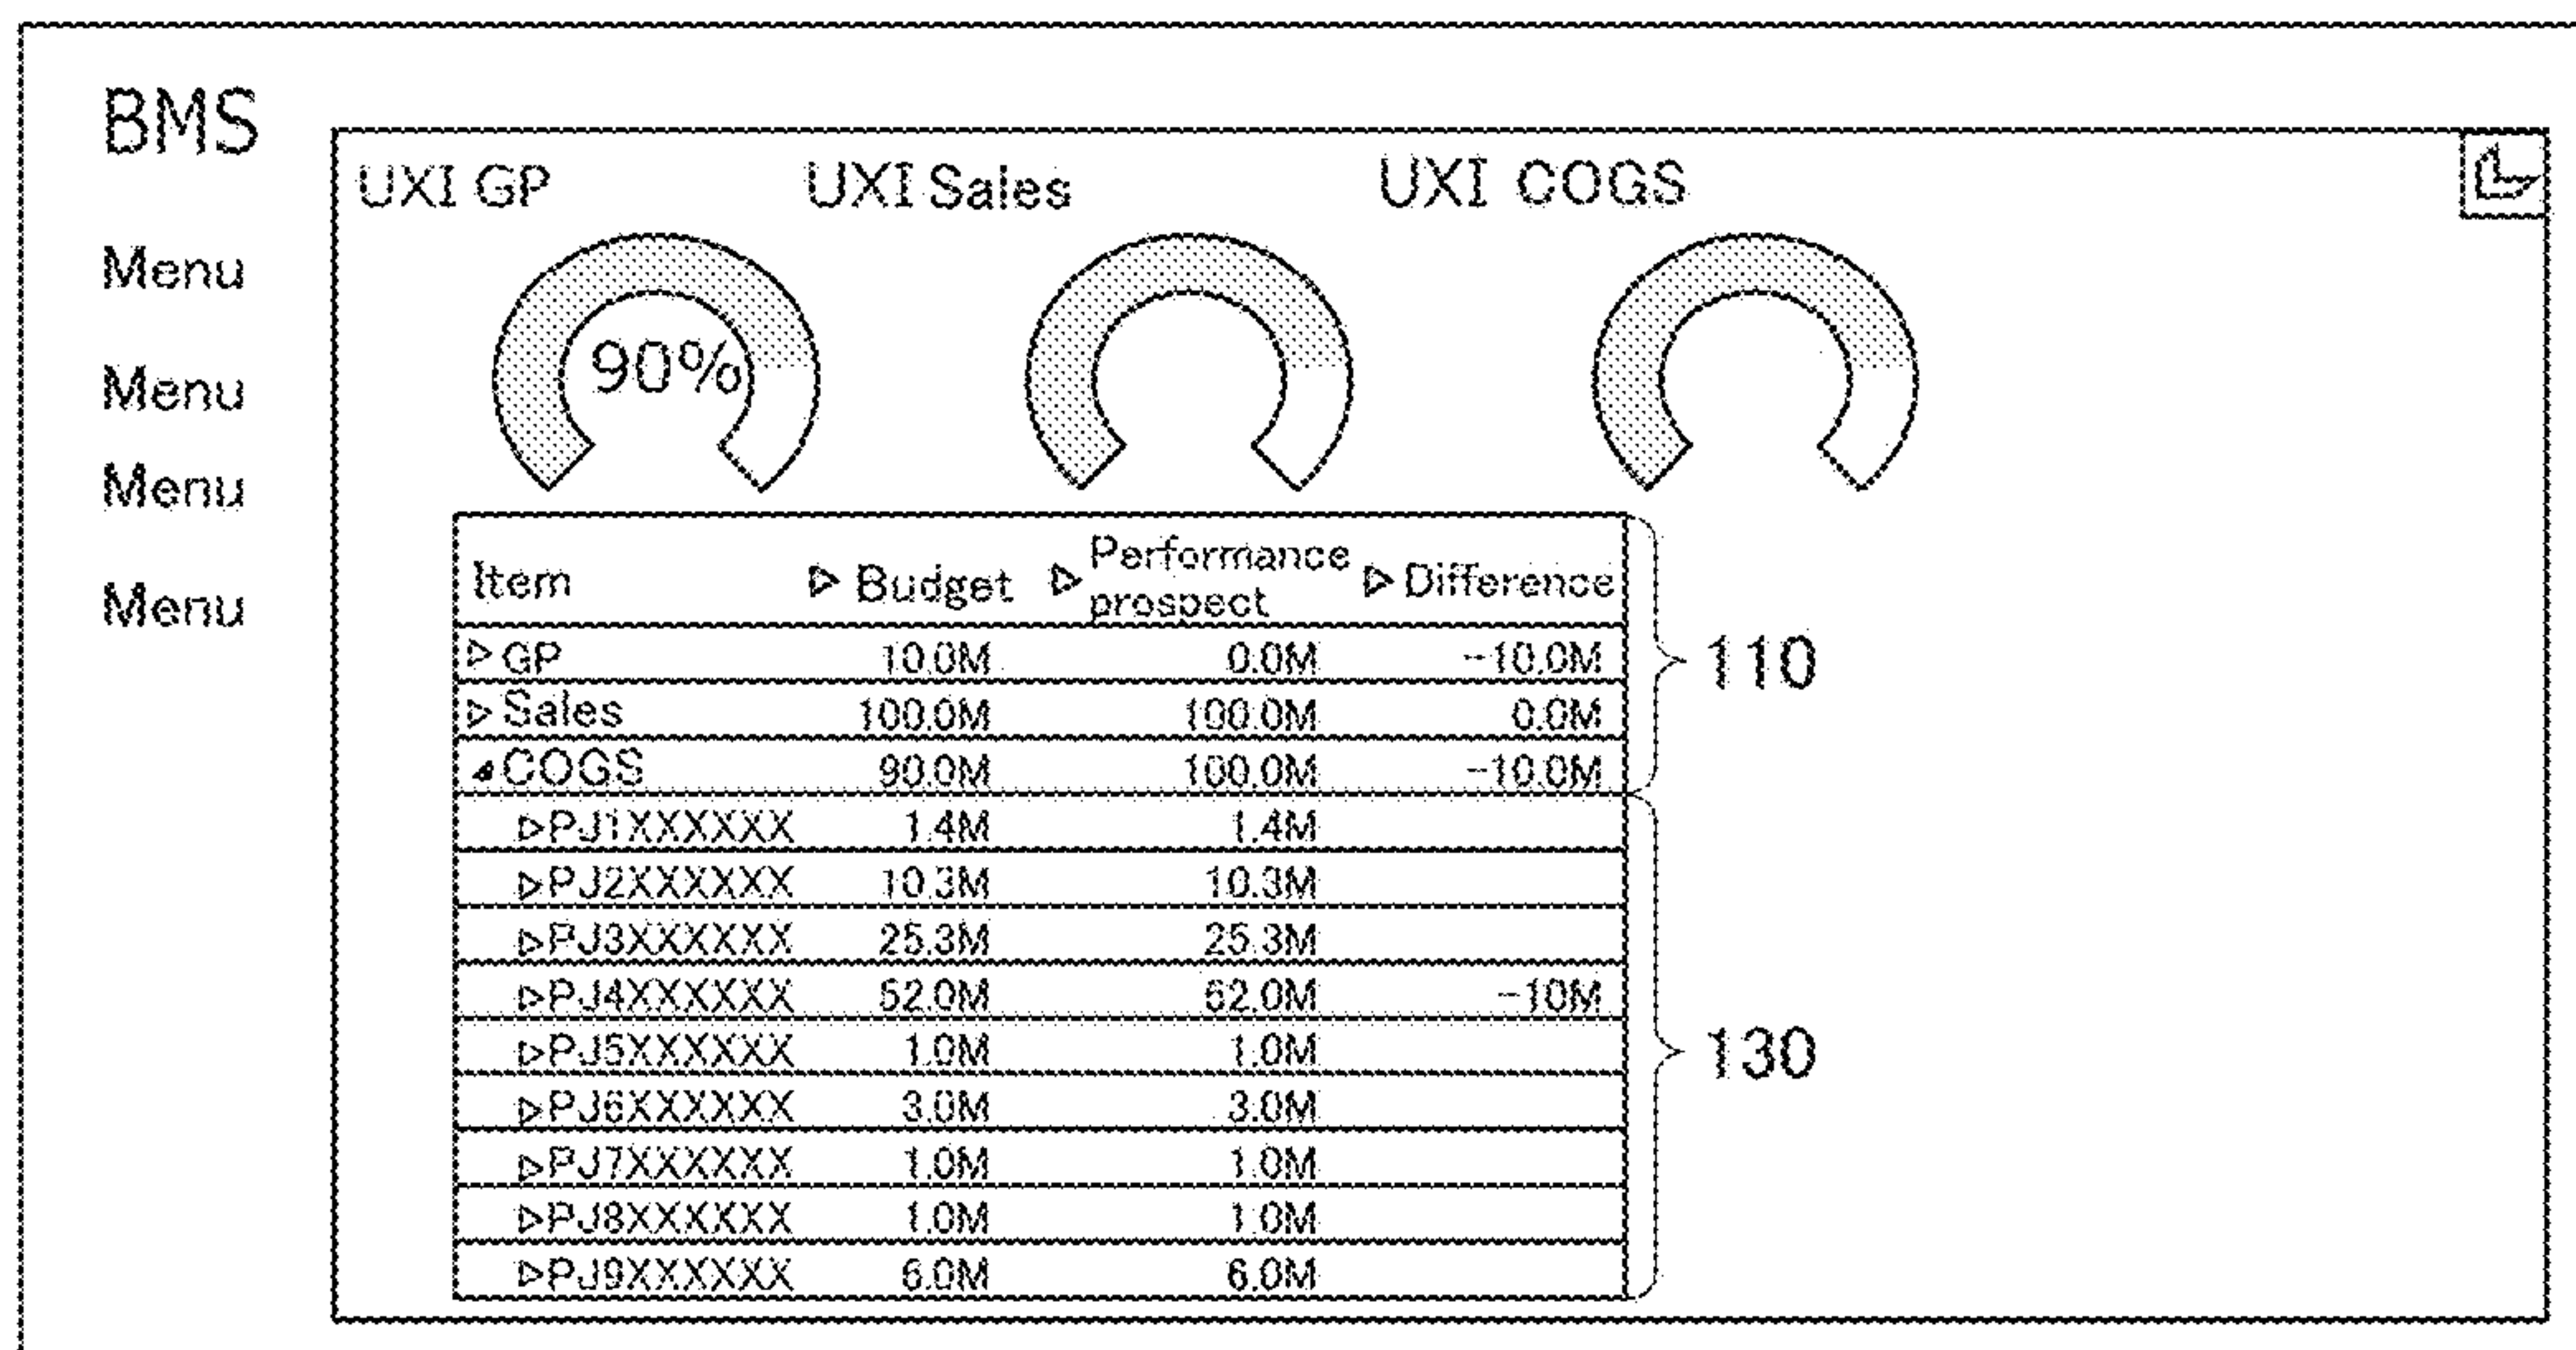 BMS
Menu
Menu
Menu
Menu
UXI GP UXI Sales UXI COGS
90%
Item Budget Performance prospect Difference
GP 10.0M 0.0M -10.0M
Sales 100.0M 100.0M 0.0M
COGS 90.0M 100.0M -10.0M
PJ1XXXXXX 1.4M 1.4M
PJ2XXXXXX 10.3M 10.3M
PJ3XXXXXX 25.3M 25.3M
PJ4XXXXXX 52.0M 62.0M -10M
PJ5XXXXXX 1.0M 1.0M
PJ6XXXXXX 3.0M 3.0M
PJ7XXXXXX 1.0M 1.0M
PJ8XXXXXX 1.0M 1.0M
PJ9XXXXXX 6.0M 6.0M
110
130